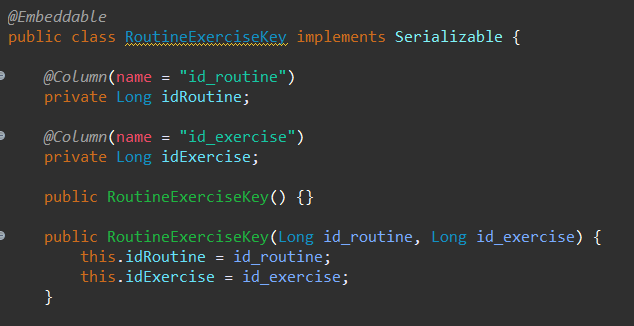 @Embeddable
public class RoutineExerciseKey implements Serializable {
@Column(name = "id_routine")
private Long idRoutine;
@Column(name = "id_exercise")
private Long idExercise;
public RoutineExerciseKey() {}
public RoutineExerciseKey(Long id_routine, Long id_exercise) {
this.idRoutine = id_routine;
this.idExercise = id_exercise;
}